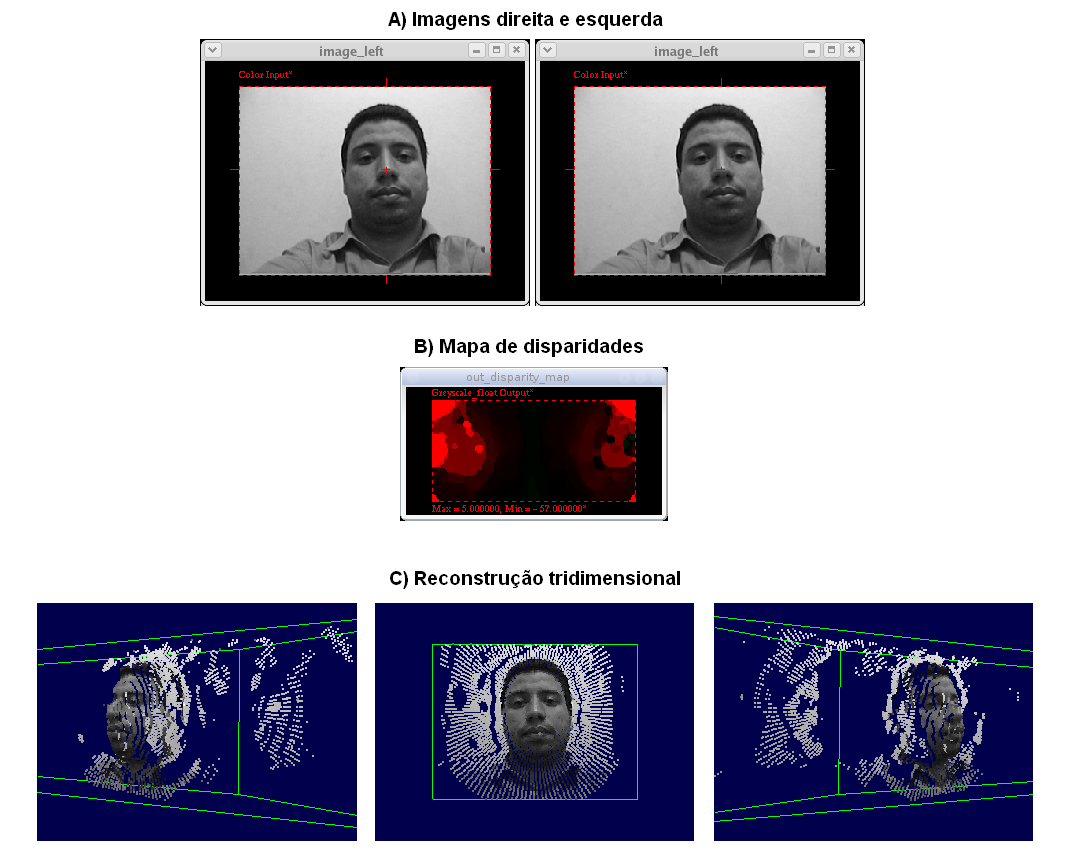 A) Imagens direita e esquerda
image_left
image_left
Color Input*
Color Input*
B) Mapa de disparidades
out_disparity_map
Greyscale_float Output*
Max = 5.000000, Min = - 57.000000*
C) Reconstrução tridimensional